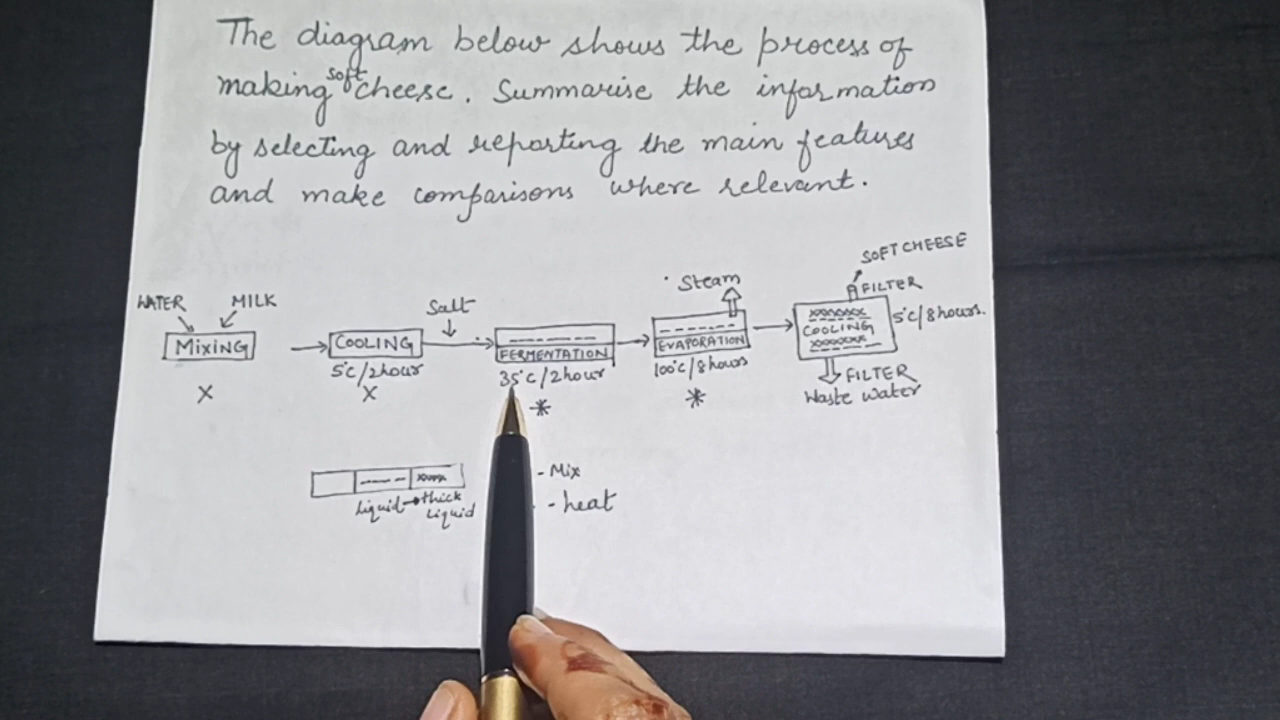 The diagram below shows the process of
making soft cheese. Summarise the information
by selecting and reporting the main features
and make comparisons where relevant.
SOFT CHEESE
WATER MILK Salt Steam FILTER
MIXING COOLING FERMENTATION EVAPORATION COOLING 5°C/8hours.
5°C/2hour 35°C/2hour 100°C/8hours FILTER
X X * * Waste water
liquid → thick
liquid
- Mix
- heat